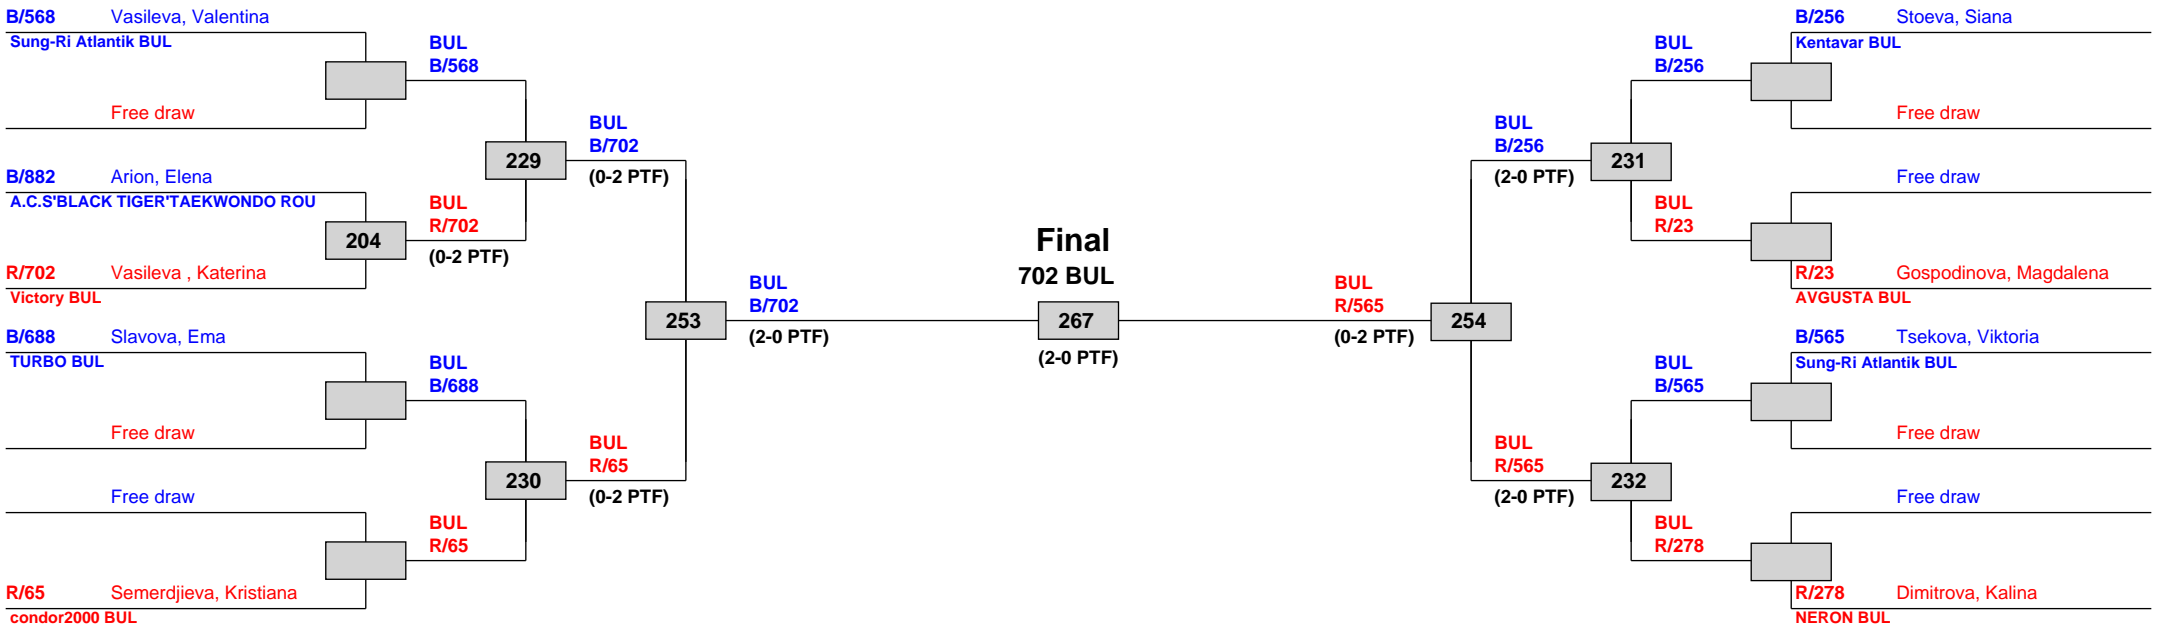 B/568 Vasileva, Valentina
Sung-Ri Atlantik BUL
Free draw
B/882 Arion, Elena
A.C.S'BLACK TIGER'TAEKWONDO ROU
R/702 Vasileva , Katerina
Victory BUL
B/688 Slavova, Ema
TURBO BUL
Free draw
Free draw
R/65 Semerdjieva, Kristiana
condor2000 BUL
204
BUL
B/568
BUL
R/702
(0-2 PTF)
BUL
B/688
BUL
R/65
229
230
BUL
B/702
(0-2 PTF)
BUL
R/65
(0-2 PTF)
253
BUL
B/702
(2-0 PTF)
Final
702 BUL
267
(2-0 PTF)
BUL
R/565
(0-2 PTF)
254
BUL
B/256
(2-0 PTF)
BUL
R/565
(2-0 PTF)
231
232
BUL
B/256
BUL
R/23
BUL
B/565
BUL
R/278
B/256 Stoeva, Siana
Kentavar BUL
Free draw
Free draw
R/23 Gospodinova, Magdalena
AVGUSTA BUL
B/565 Tsekova, Viktoria
Sung-Ri Atlantik BUL
Free draw
Free draw
R/278 Dimitrova, Kalina
NERON BUL